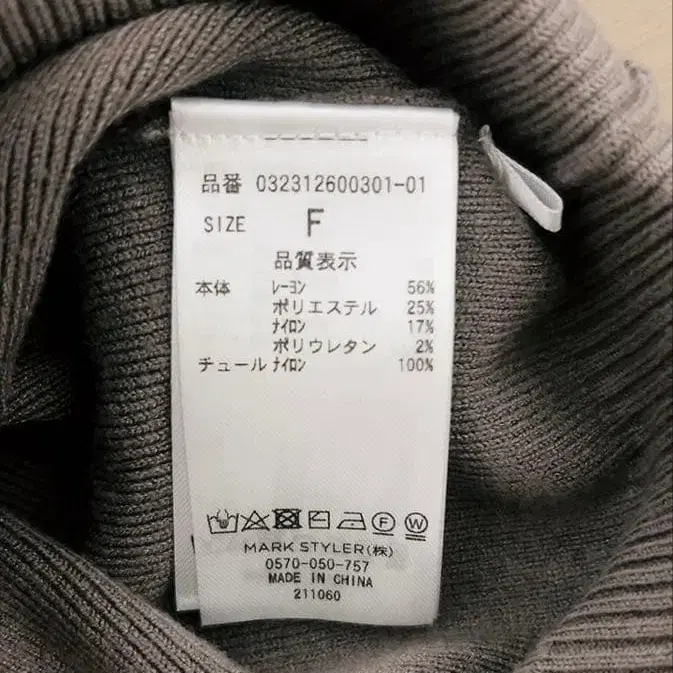 品番 032312600301-01
SIZE F
品質表示
本体 ﾚｰﾖﾝ 56%
ポリエステル 25%
ﾅｲﾛﾝ 17%
ポリウレタン 2%
チュール ﾅｲﾛﾝ 100%
F W
MARK STYLER(株)
0570-050-757
MADE IN CHINA
211060